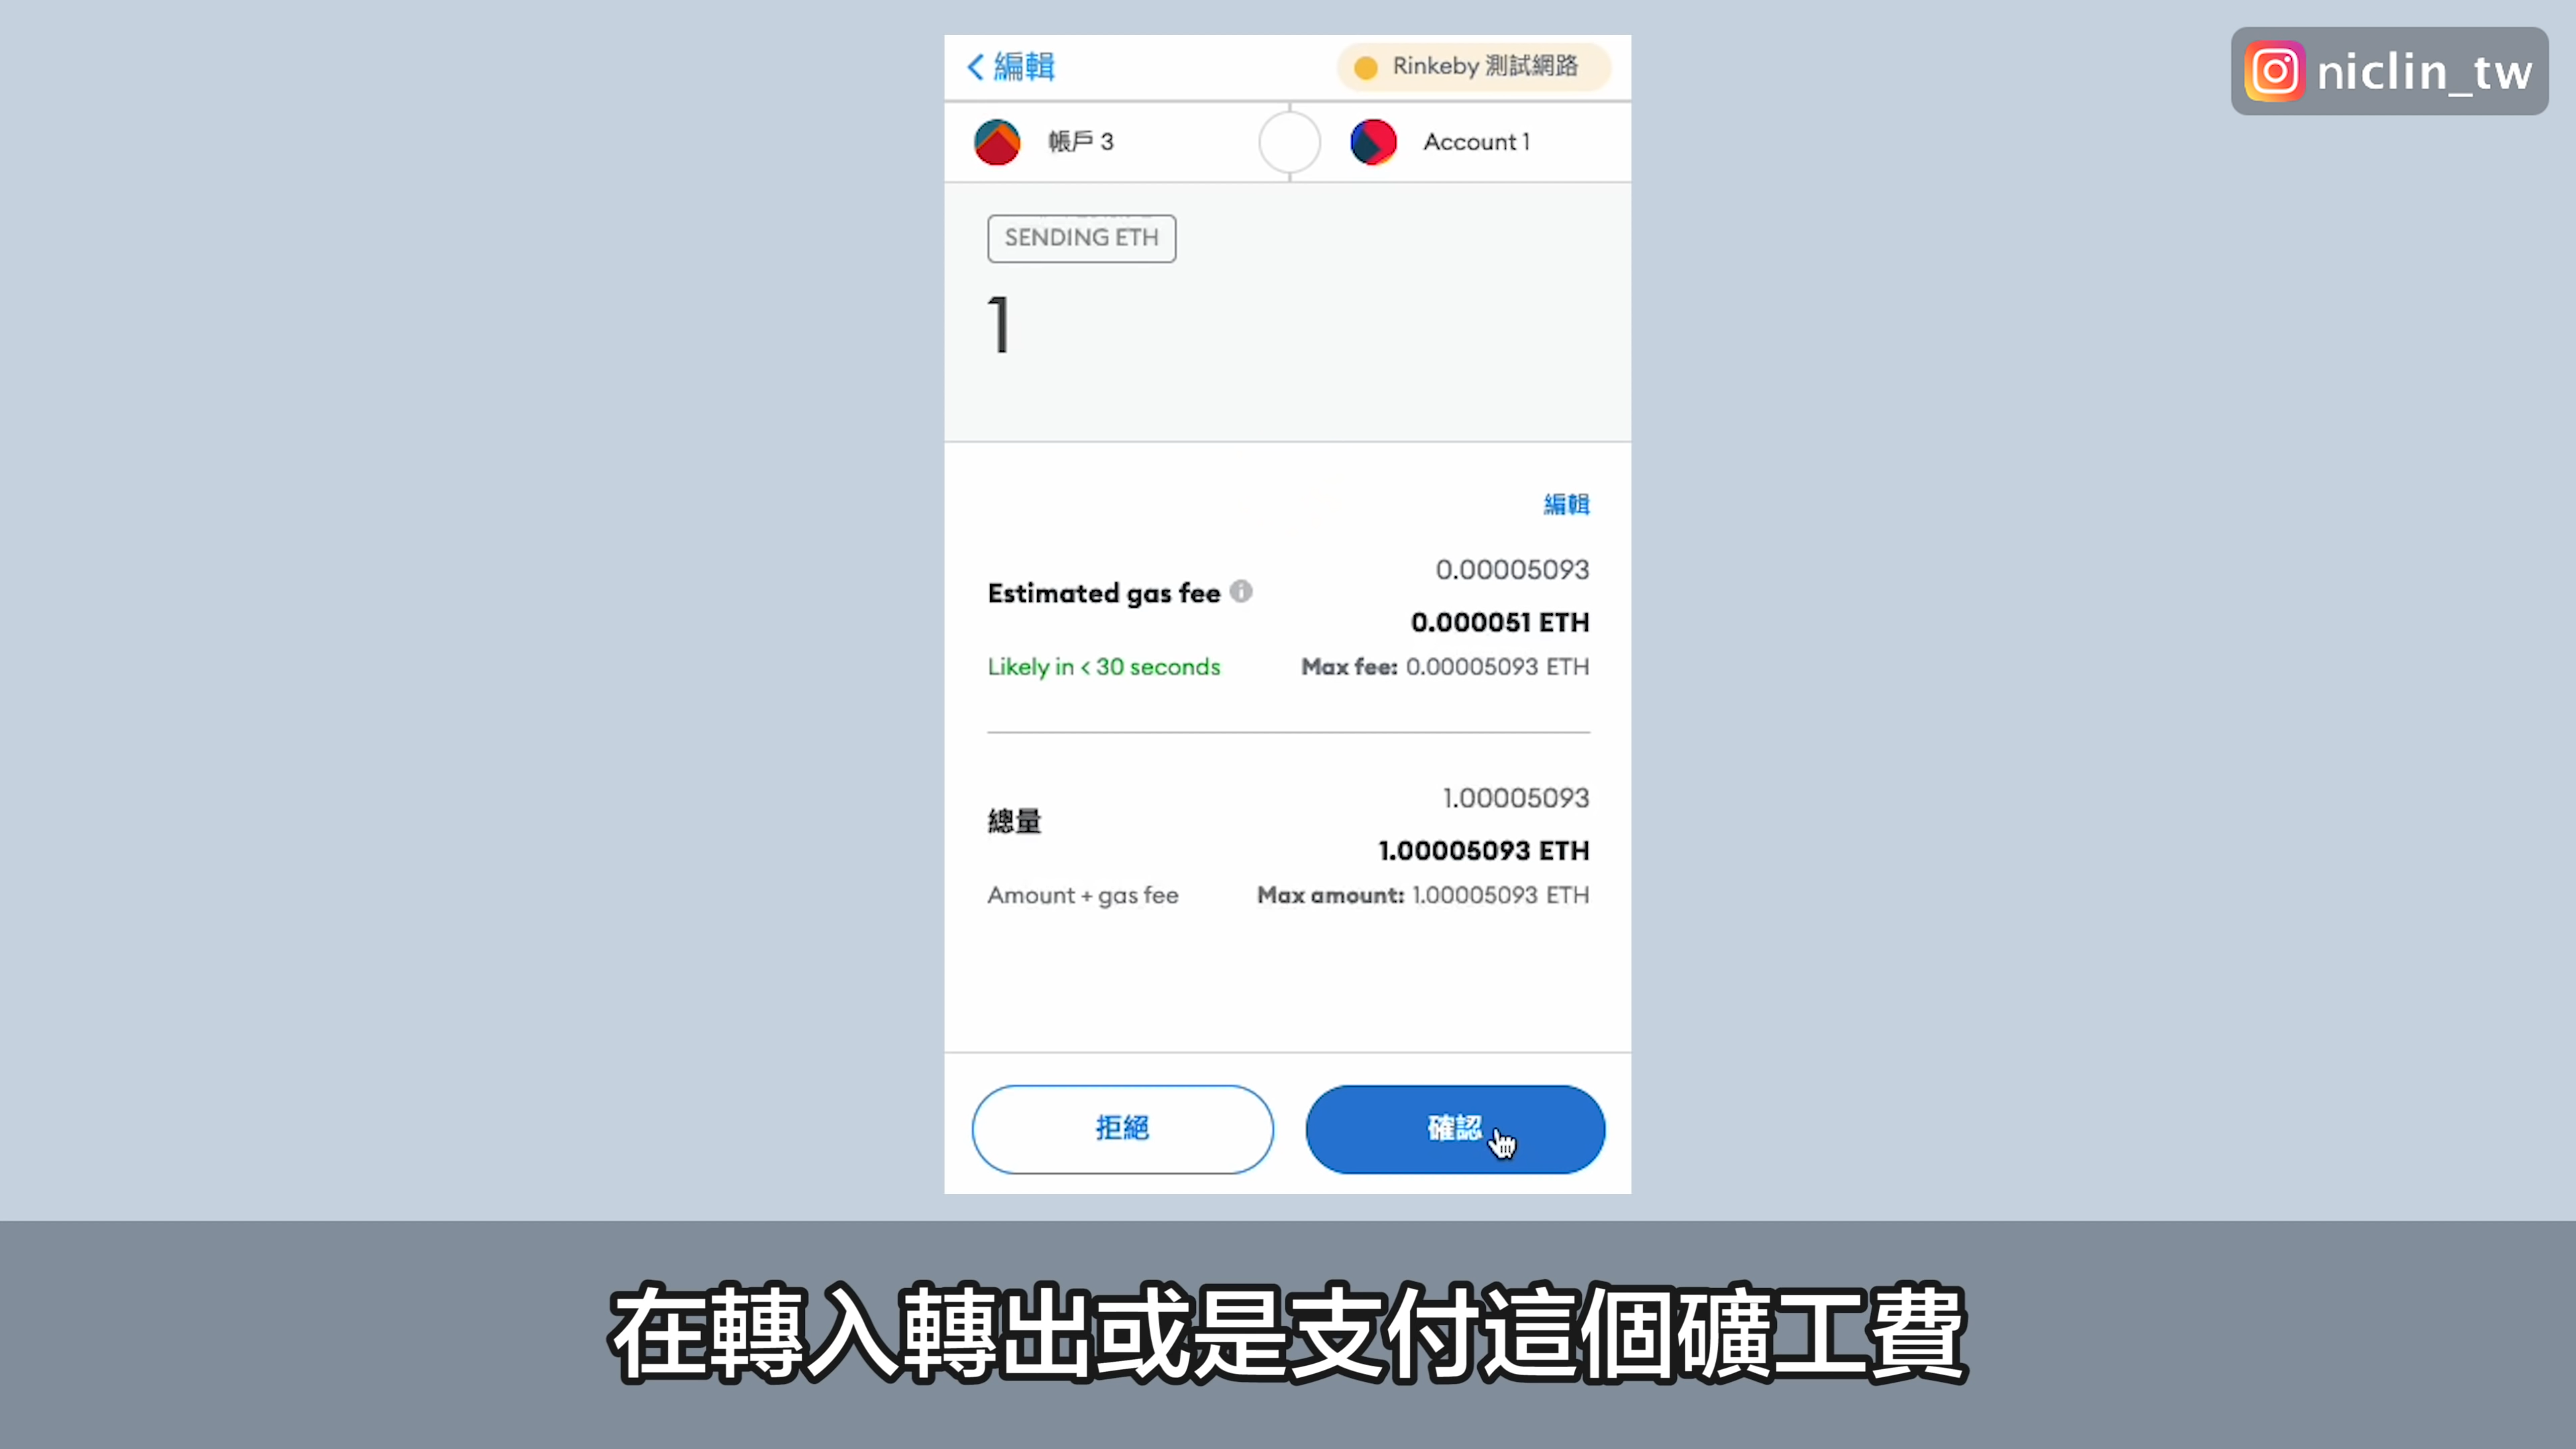 編輯
Rinkeby 測試網路
niclin_tw
帳戶 3
Account 1
SENDING ETH
1
編輯
0.00005093
Estimated gas fee
0.000051 ETH
Likely in < 30 seconds
Max fee: 0.00005093 ETH
1.00005093
總量
1.00005093 ETH
Amount + gas fee
Max amount: 1.00005093 ETH
拒絕
確認
在轉入轉出或是支付這個礦工費